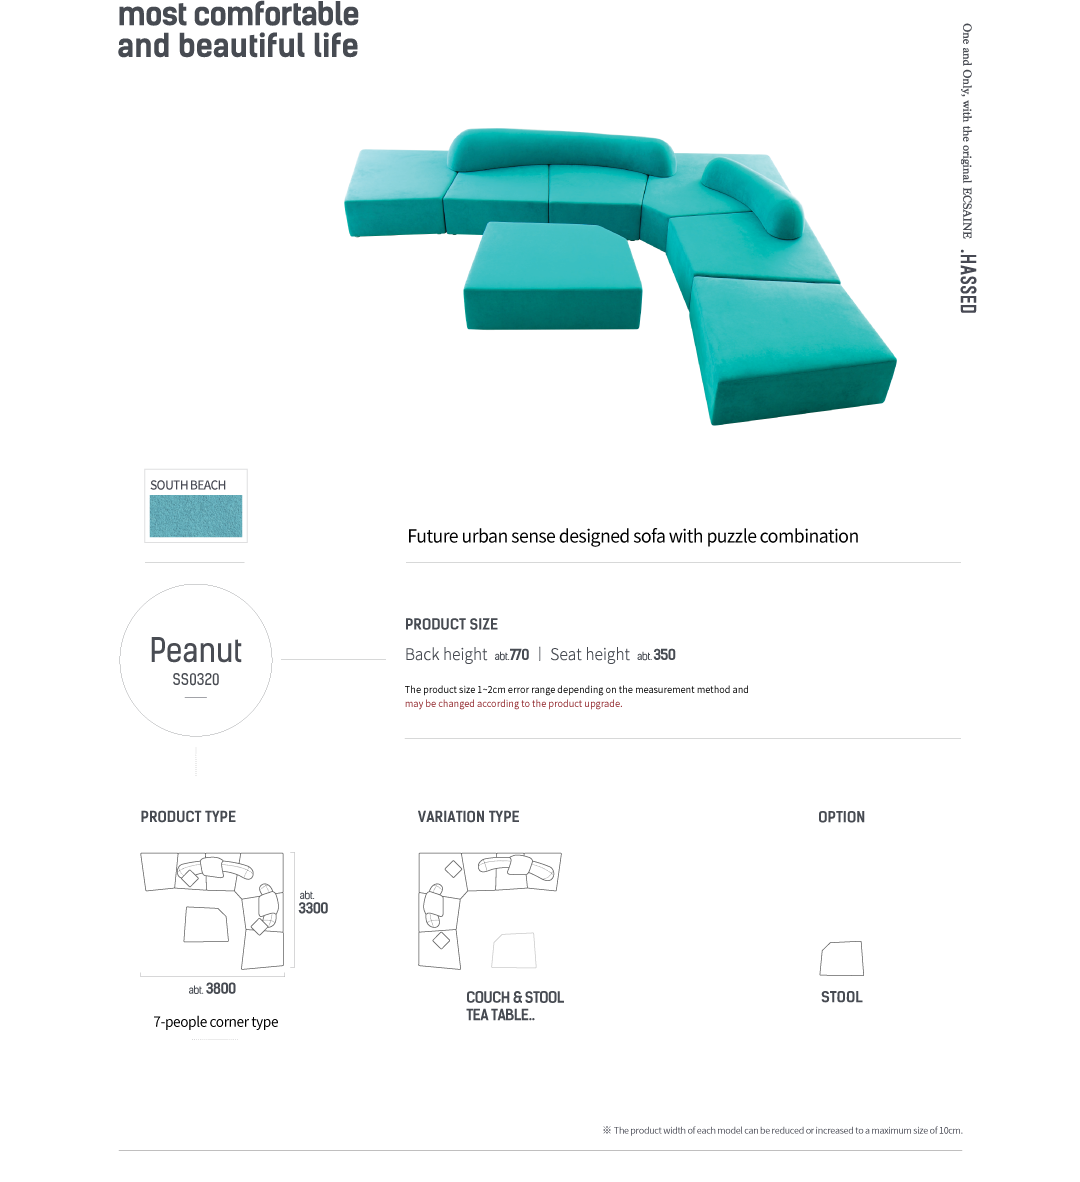 most comfortable
and beautiful life
One and Only, with the original ECSAINE .HASSED
SOUTH BEACH
Future urban sense designed sofa with puzzle combination
Peanut
SS0320
PRODUCT SIZE
Back height abt.770 | Seat height abt.350
The product size 1~2cm error range depending on the measurement method and
may be changed according to the product upgrade.
PRODUCT TYPE
abt.
3300
abt. 3800
7-people corner type
VARIATION TYPE
COUCH & STOOL
TEA TABLE..
OPTION
STOOL
※ The product width of each model can be reduced or increased to a maximum size of 10cm.